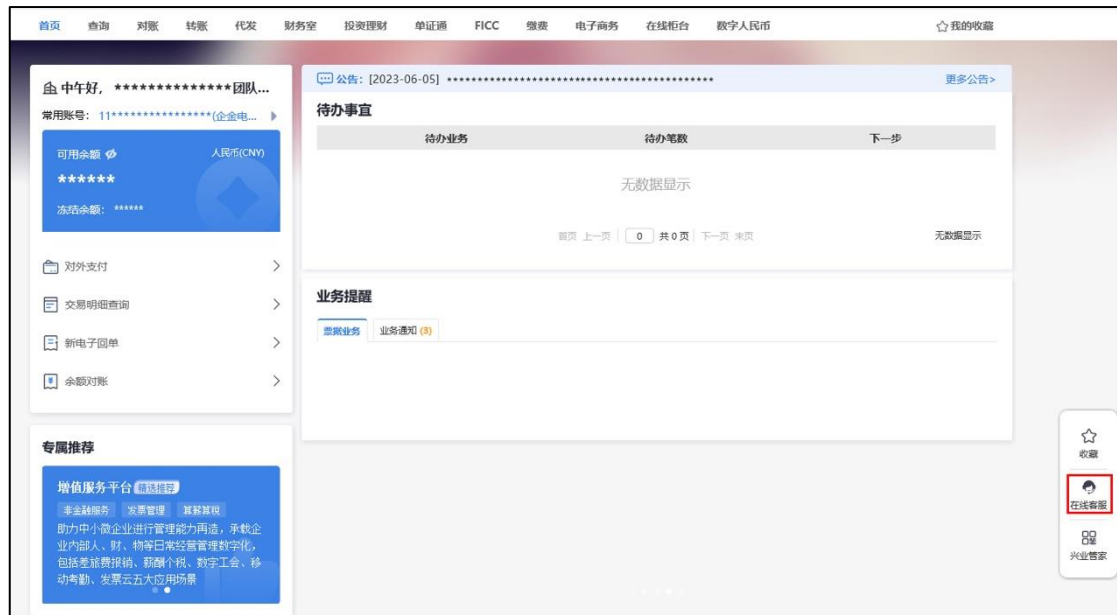 首页 查询 对账 转账 代发 财务室 投资理财 单证通 FICC 缴费 电子商务 在线柜台 数字人民币 我的收藏
中午好, **************团队...
常用账号: 11*****************(企金电...
可用余额 人民币(CNY)
******
冻结余额: ******
对外支付
交易明细查询
新电子回单
余额对账
专属推荐
增值服务平台 精选推荐
非金融服务 发票管理 算薪算税
助力中小微企业进行管理能力再造，承载企
业内部人、财、物等日常经营管理数字化，
包括差旅费报销、薪酬个税、数字工会、移
动考勤、发票云五大应用场景
公告: [2023-06-05] ******************************************** 更多公告>
待办事宜
待办业务 待办笔数 下一步
无数据显示
首页 上一页 0 共 0 页 下一页 末页 无数据显示
业务提醒
票据业务 业务通知 (3)
收藏
在线客服
兴业管家